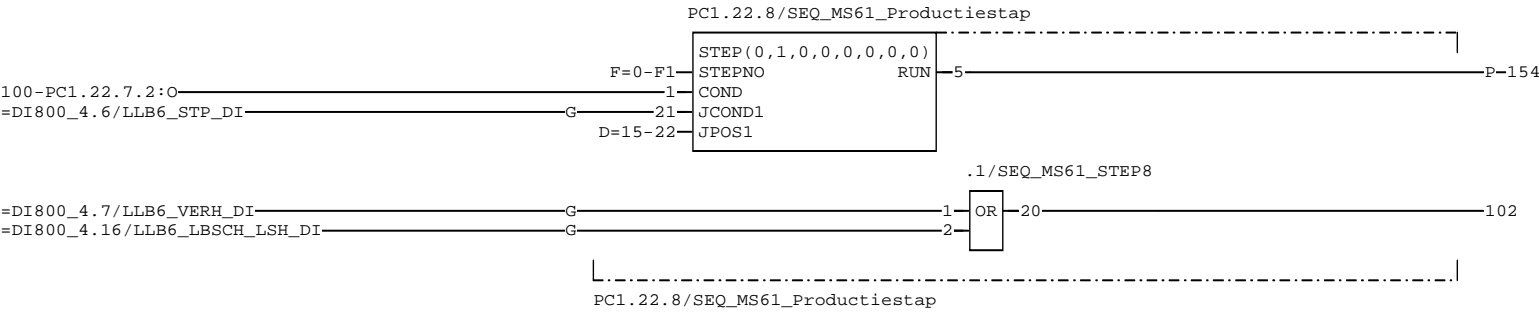 PC1.22.8/SEQ_MS61_Productiestap
STEP(0,1,0,0,0,0,0,0)
F=0-F1 STEPNO RUN 5 P-154
100-PC1.22.7.2:O 1 COND
=DI800_4.6/LLB6_STP_DI G 21 JCOND1
D=15-22 JPOS1
.1/SEQ_MS61_STEP8
=DI800_4.7/LLB6_VERH_DI G 1 OR 20 102
=DI800_4.16/LLB6_LBSCH_LSH_DI G 2
PC1.22.8/SEQ_MS61_Productiestap